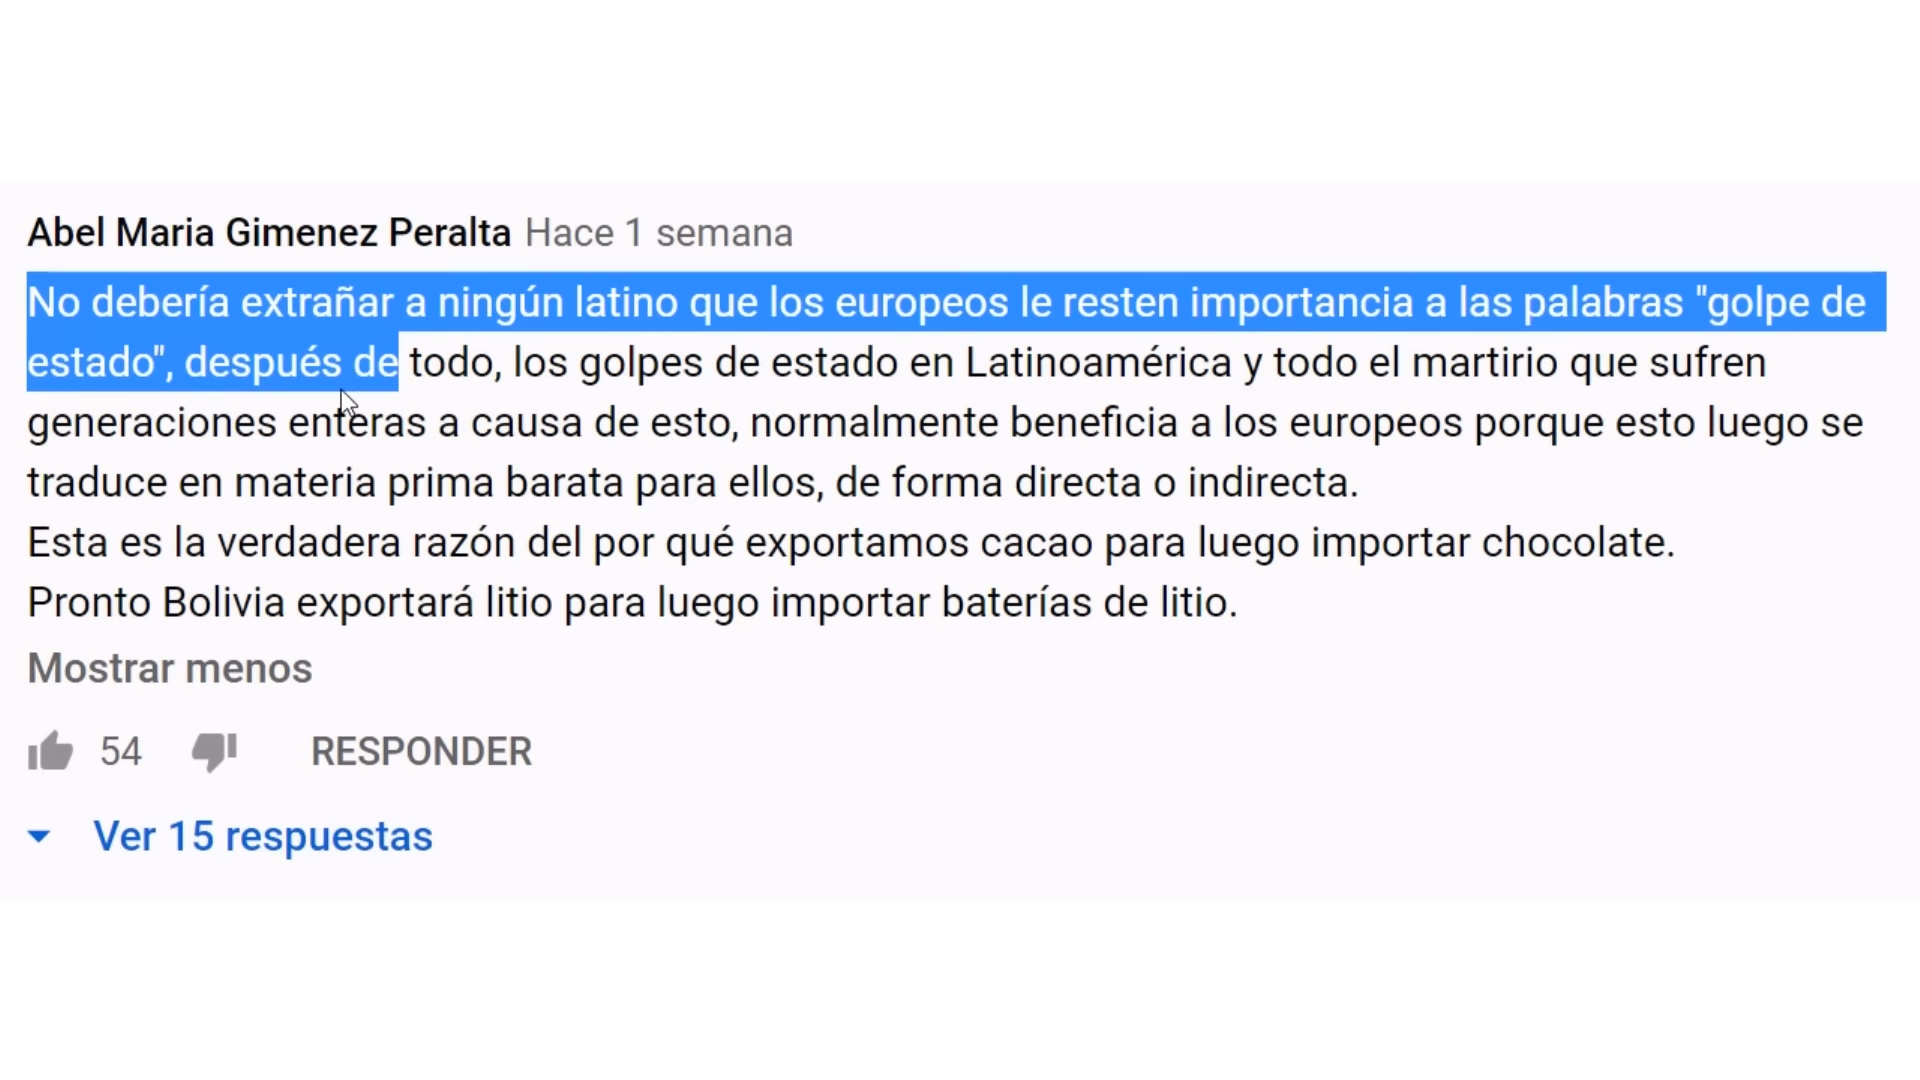 Abel Maria Gimenez Peralta Hace 1 semana
No debería extrañar a ningún latino que los europeos le resten importancia a las palabras "golpe de
estado", después de todo, los golpes de estado en Latinoamérica y todo el martirio que sufren
generaciones enteras a causa de esto, normalmente beneficia a los europeos porque esto luego se
traduce en materia prima barata para ellos, de forma directa o indirecta.
Esta es la verdadera razón del por qué exportamos cacao para luego importar chocolate.
Pronto Bolivia exportará litio para luego importar baterías de litio.
Mostrar menos
54 RESPONDER
Ver 15 respuestas